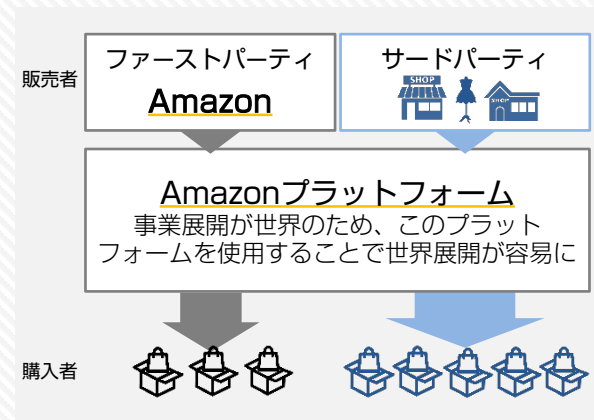 ファーストパーティ
サードパーティ
販売者
Amazon
SHOP
SHOP
Amazonプラットフォーム
事業展開が世界のため、このプラット
フォームを使用することで世界展開が容易に
購入者